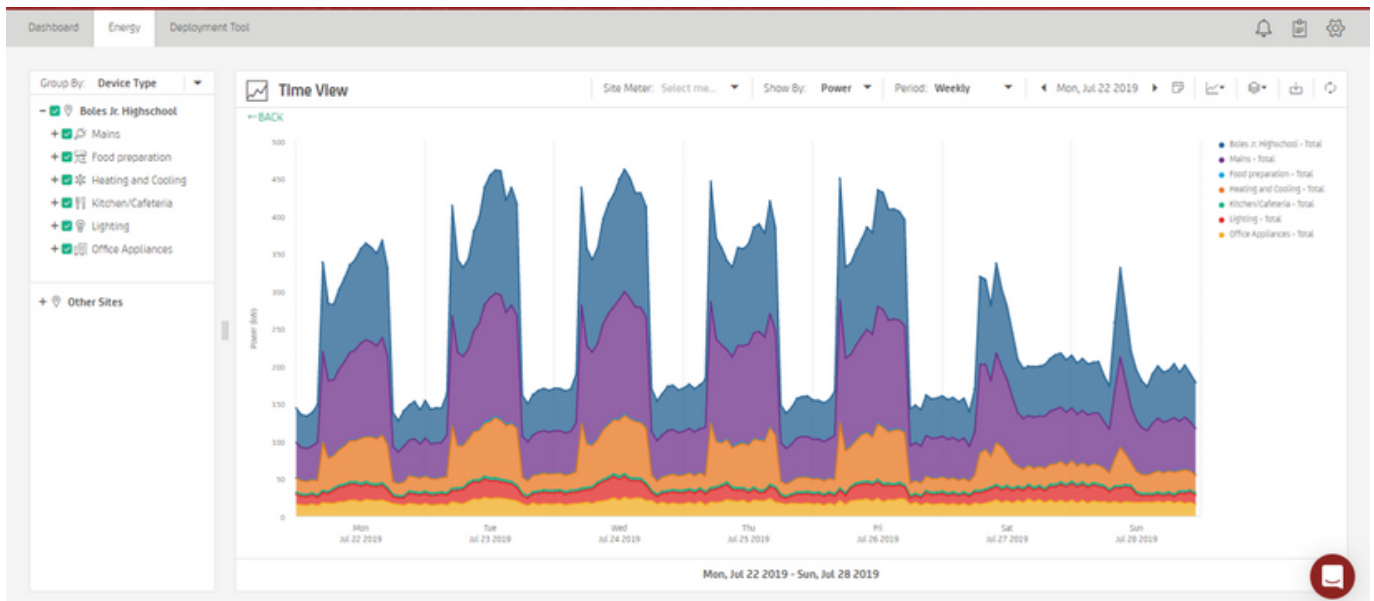 Dashboard Energy Deployment Tool
Group By: Device Type
Boles Jr. Highschool
Mains
Food preparation
Heating and Cooling
Kitchen/Cafeteria
Lighting
Office Appliances
Other Sites
Time View
Site Meter: Select me... Show By: Power Period: Weekly Mon, Jul 22 2019
←BACK
Power (kW)
500
450
400
350
300
250
200
150
100
50
0
Mon
Jul 22 2019
Tue
Jul 23 2019
Wed
Jul 24 2019
Thu
Jul 25 2019
Fri
Jul 26 2019
Sat
Jul 27 2019
Sun
Jul 28 2019
Boles Jr. Highschool - Total
Mains - Total
Food preparation - Total
Heating and Cooling - Total
Kitchen/Cafeteria - Total
Lighting - Total
Office Appliances - Total
Mon, Jul 22 2019 - Sun, Jul 28 2019